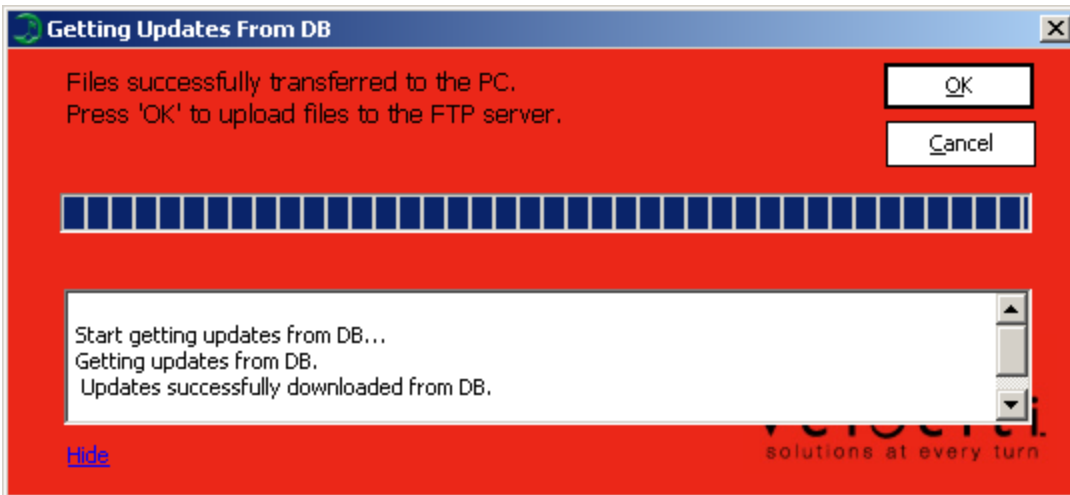 Getting Updates From DB
Files successfully transferred to the PC.
Press 'OK' to upload files to the FTP server.
OK
Cancel
Start getting updates from DB...
Getting updates from DB.
Updates successfully downloaded from DB.
Hide
solutions at every turn